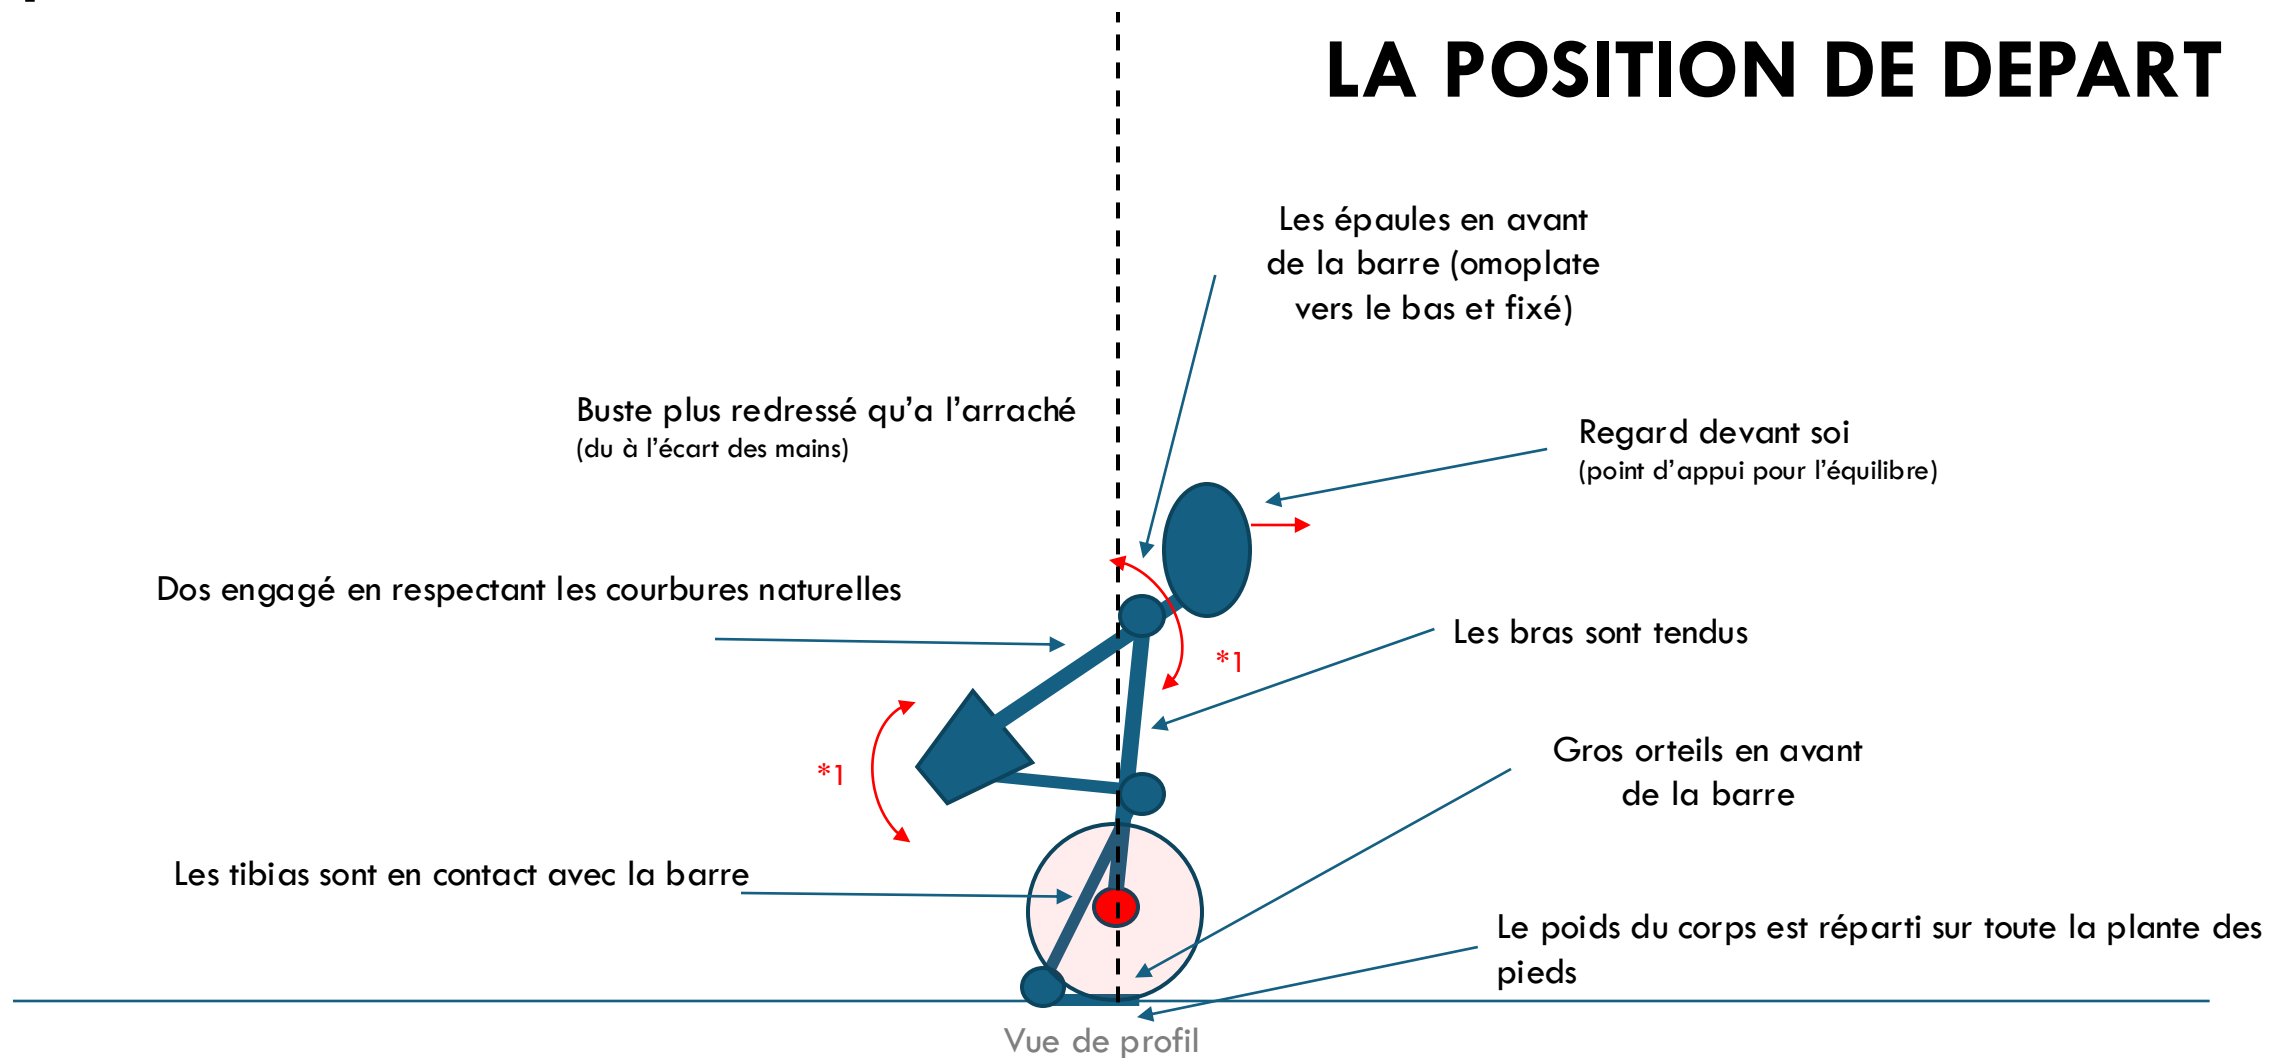 LA POSITION DE DEPART
Les épaules en avant
de la barre (omoplate
vers le bas et fixé)
Buste plus redressé qu'a l'arraché
(du à l'écart des mains)
Regard devant soi
(point d'appui pour l'équilibre)
Dos engagé en respectant les courbures naturelles
Les bras sont tendus
*1
*1
Gros orteils en avant
de la barre
Les tibias sont en contact avec la barre
Le poids du corps est réparti sur toute la plante des
pieds
Vue de profil